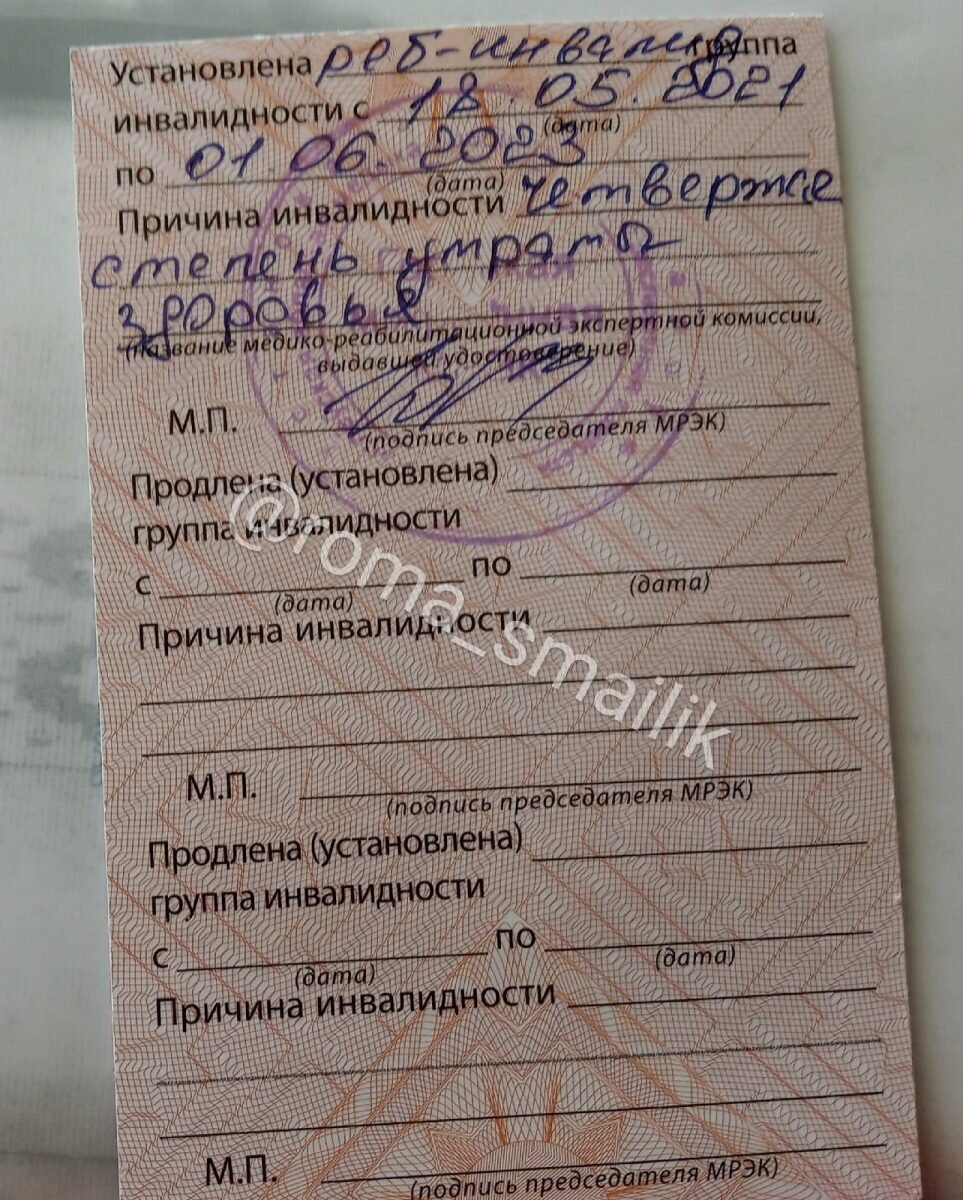 Установлена реб-инвалид группа
инвалидности с 18.05.2021
(дата)
по 01.06.2023
(дата)
Причина инвалидности четвертже
степень утраты
здоровья
(название медико-реабилитационной экспертной комиссии,
выдавшей удостоверение)
М.П.
(подпись председателя МРЭК)
Продлена (установлена)
группа инвалидности
с по
(дата) (дата)
Причина инвалидности
М.П.
(подпись председателя МРЭК)
Продлена (установлена)
группа инвалидности
с по
(дата) (дата)
Причина инвалидности
М.П.
(подпись председателя МРЭК)
@roma_smailik